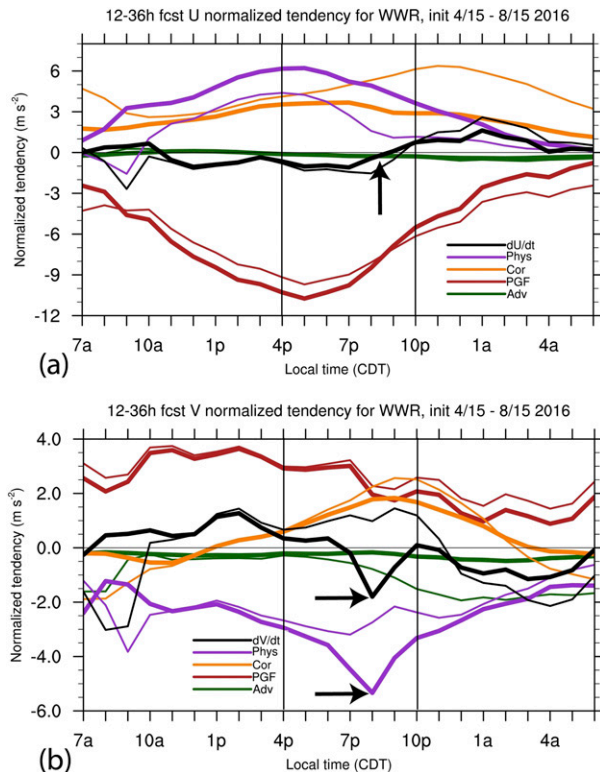 12-36h fcst U normalized tendency for WWR, init 4/15 - 8/15 2016
Normalized tendency (m s⁻²)
6
3
0
-3
-6
-9
-12
dU/dt
Phys
Cor
PGF
Adv
7a 10a 1p 4p 7p 10p 1a 4a
(a)
Local time (CDT)
12-36h fcst V normalized tendency for WWR, init 4/15 - 8/15 2016
Normalized tendency (m s⁻²)
4.0
2.0
0.0
-2.0
-4.0
-6.0
dV/dt
Phys
Cor
PGF
Adv
7a 10a 1p 4p 7p 10p 1a 4a
(b)
Local time (CDT)